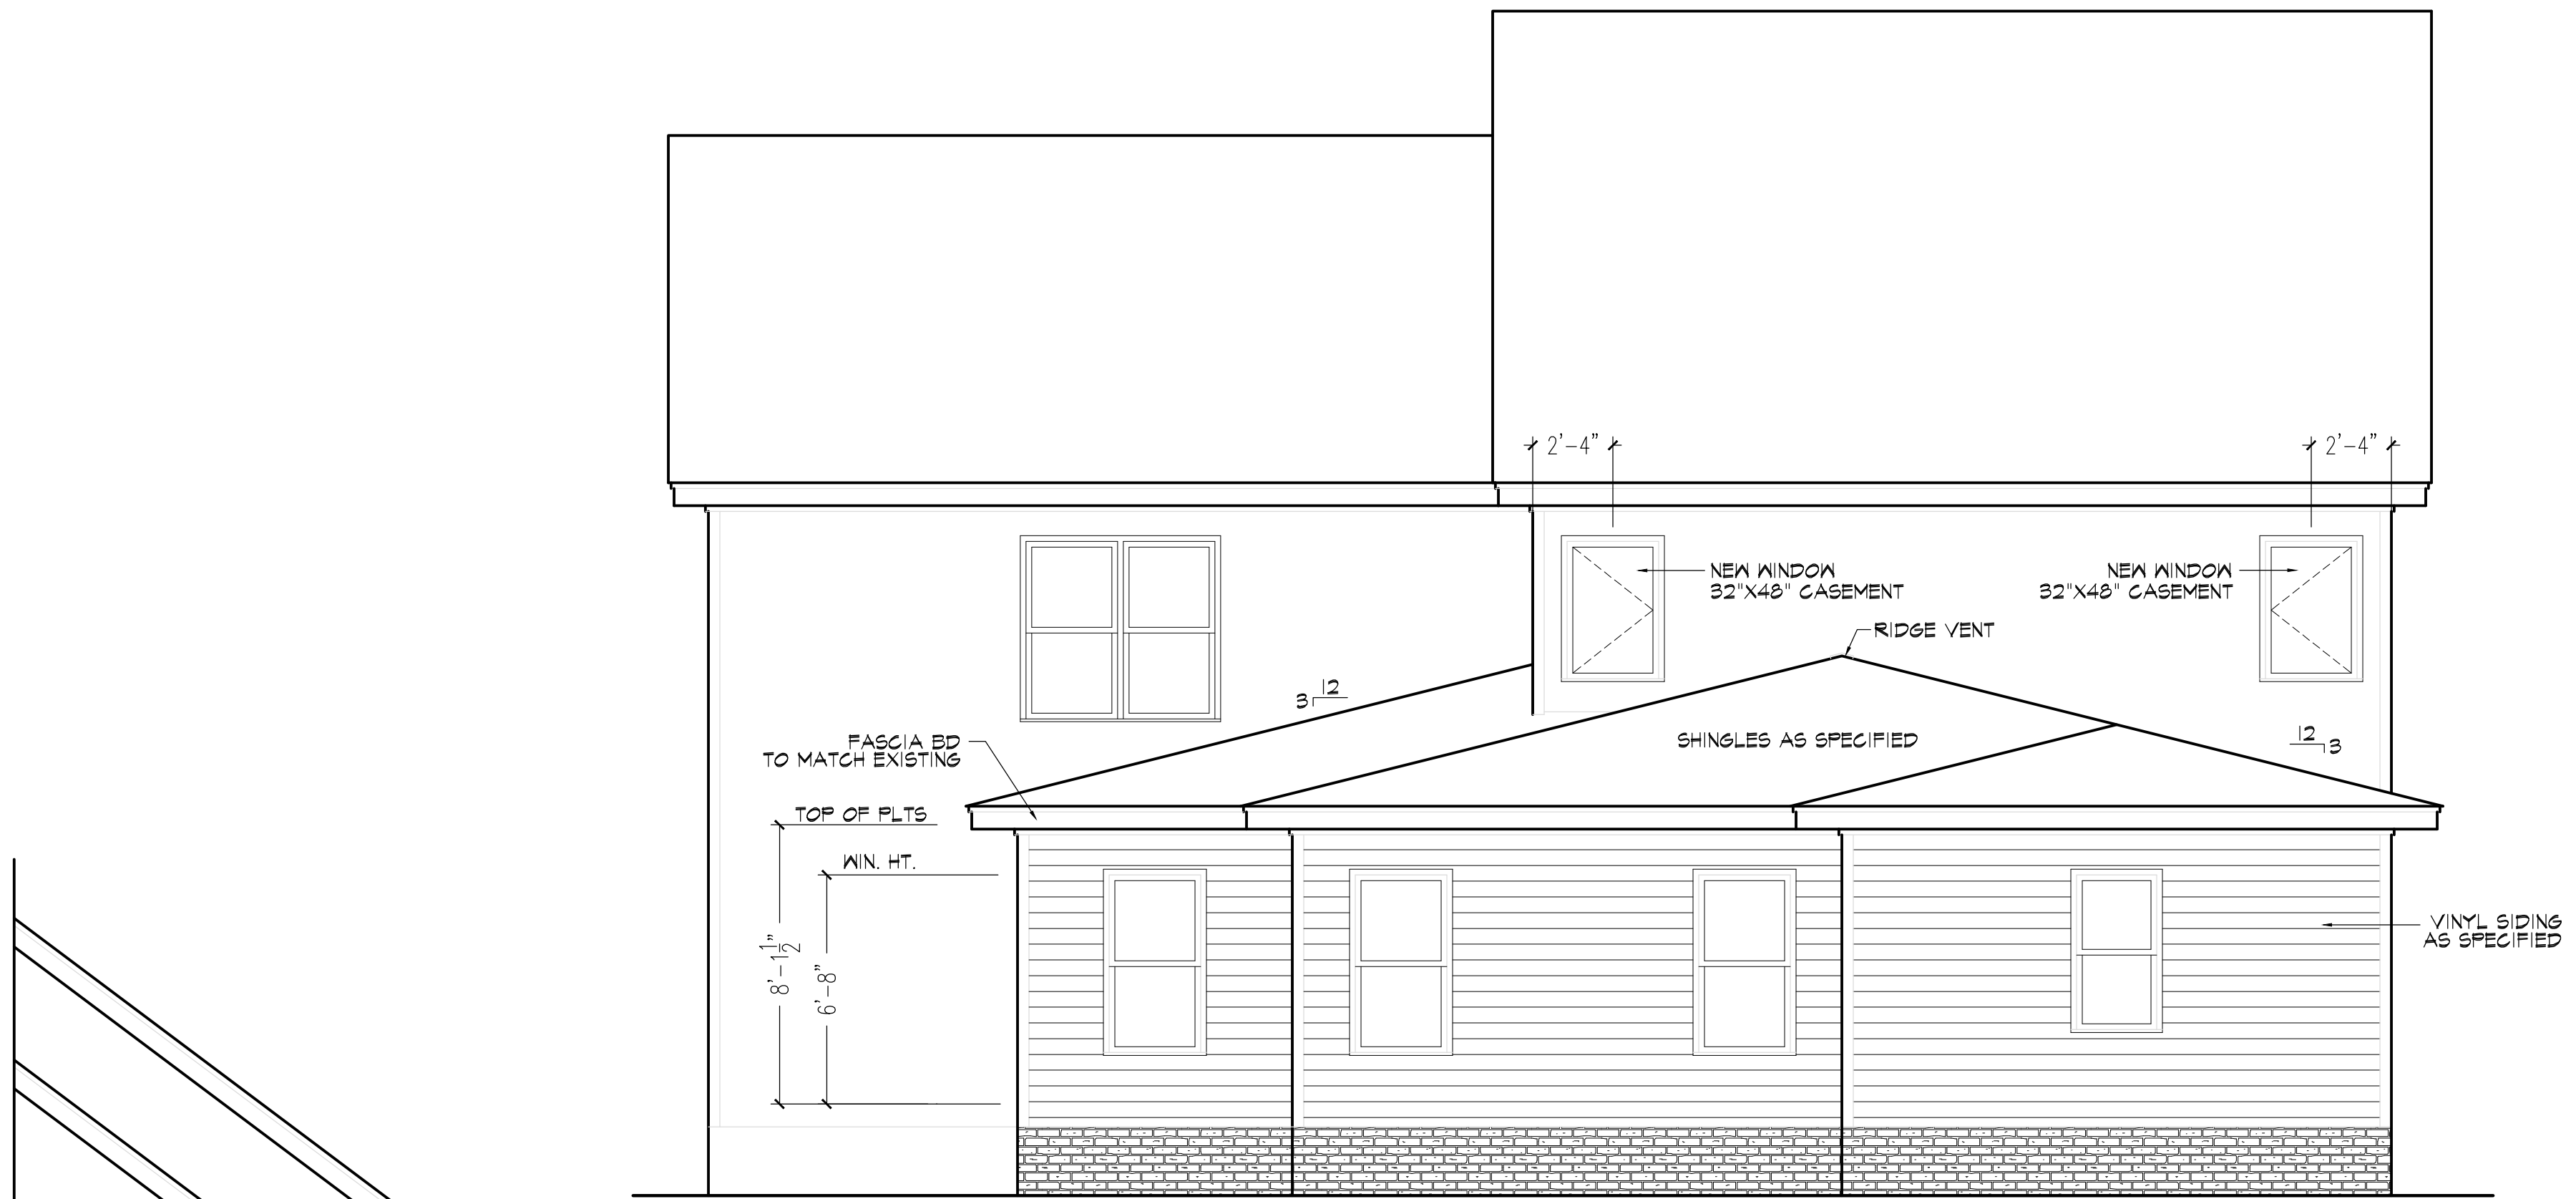 2'-4"
2'-4"
NEW WINDOW
32"X48" CASEMENT
NEW WINDOW
32"X48" CASEMENT
RIDGE VENT
12
3
FASCIA BD
TO MATCH EXISTING
SHINGLES AS SPECIFIED
12
3
TOP OF PLTS
WIN. HT.
8'-1 1/2"
6'-8"
VINYL SIDING
AS SPECIFIED